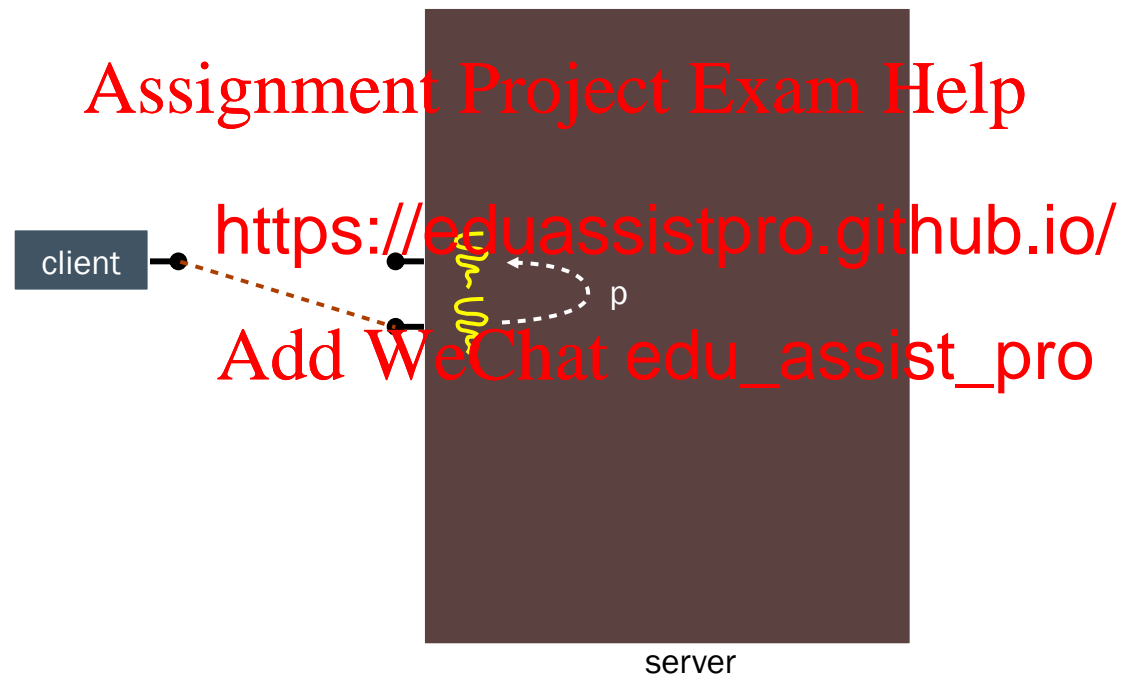 Assignment Project Exam Help
https://eduassistpro.github.io/
client
p
Add WeChat edu_assist_pro
server